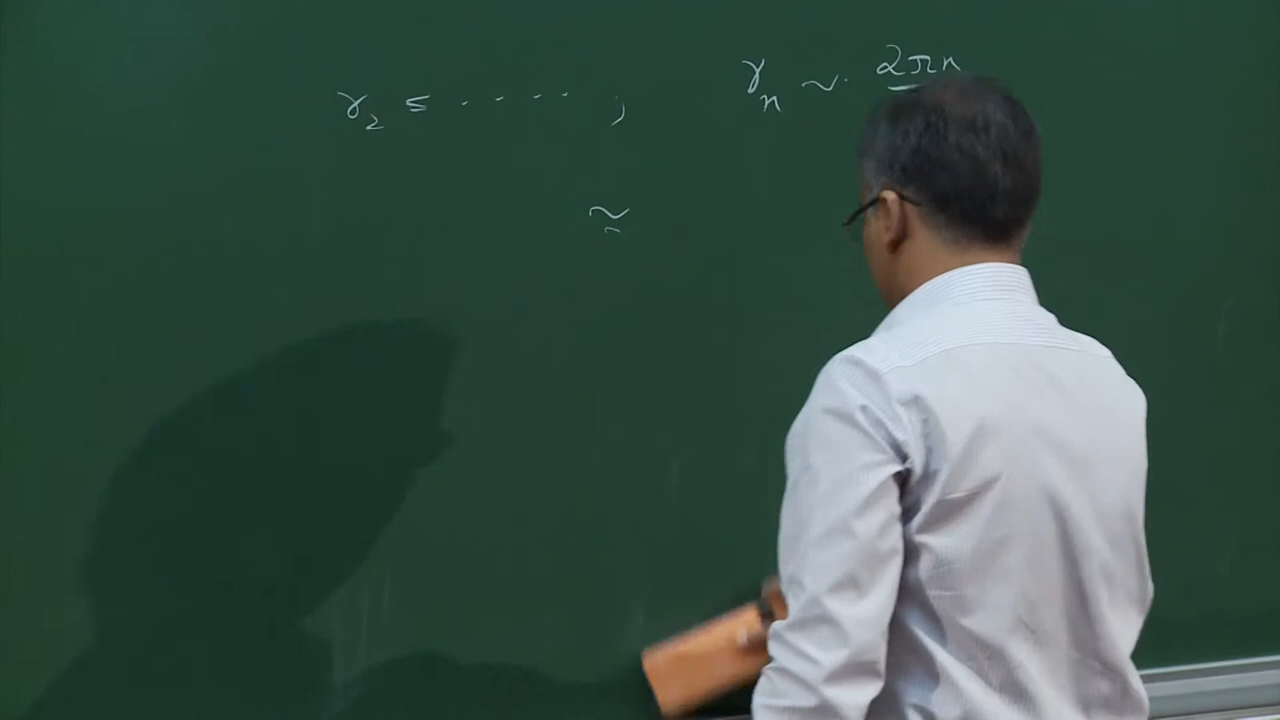 γ₂ ≤ ..... ; γₙ ~ 2πn
≃